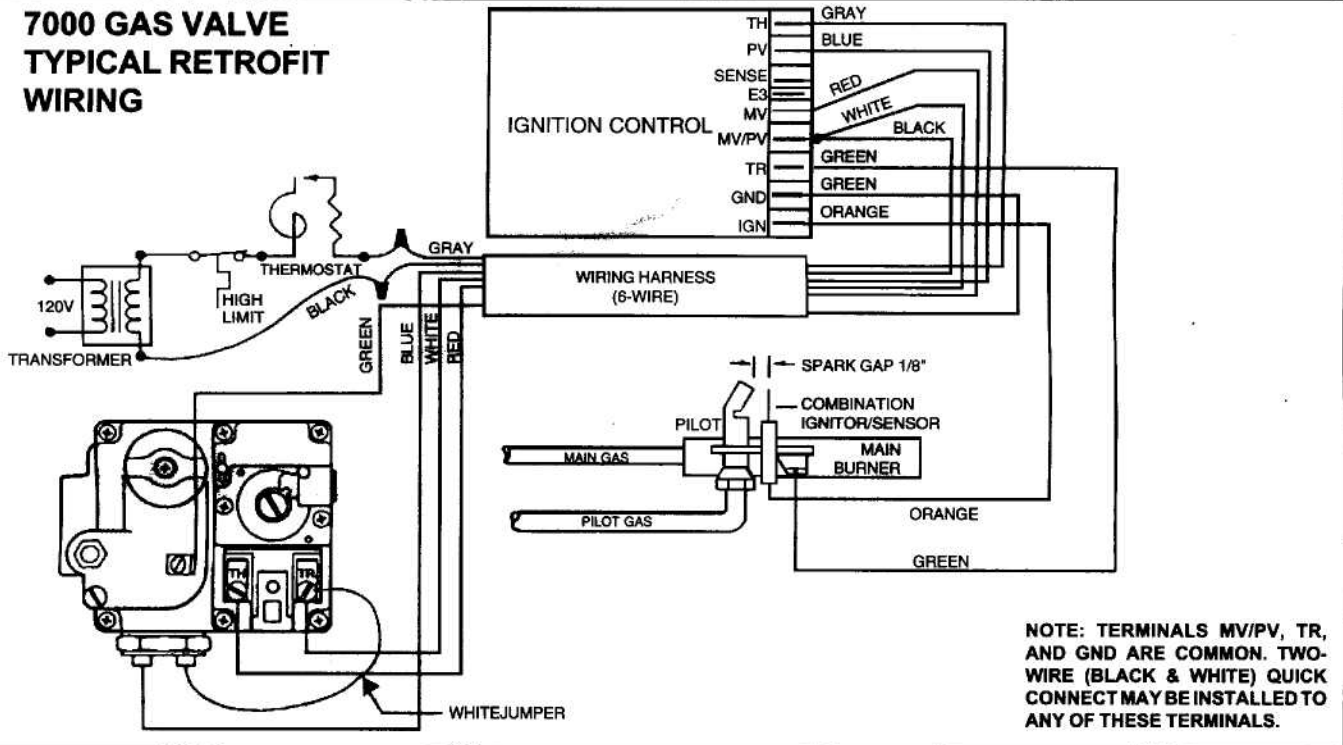 7000 GAS VALVE
TYPICAL RETROFIT
WIRING
IGNITION CONTROL
TH
PV
SENSE
E3
MV
MV/PV
TR
GND
IGN
GRAY
BLUE
RED
WHITE
BLACK
GREEN
GREEN
ORANGE
120V
TRANSFORMER
HIGH
LIMIT
THERMOSTAT
BLACK
GRAY
WIRING HARNESS
(6-WIRE)
GREEN
BLUE
WHITE
RED
SPARK GAP 1/8"
COMBINATION
IGNITOR/SENSOR
PILOT
MAIN GAS
MAIN
BURNER
PILOT GAS
ORANGE
GREEN
TH
TR
WHITEJUMPER
NOTE: TERMINALS MV/PV, TR,
AND GND ARE COMMON. TWO-
WIRE (BLACK & WHITE) QUICK
CONNECT MAY BE INSTALLED TO
ANY OF THESE TERMINALS.